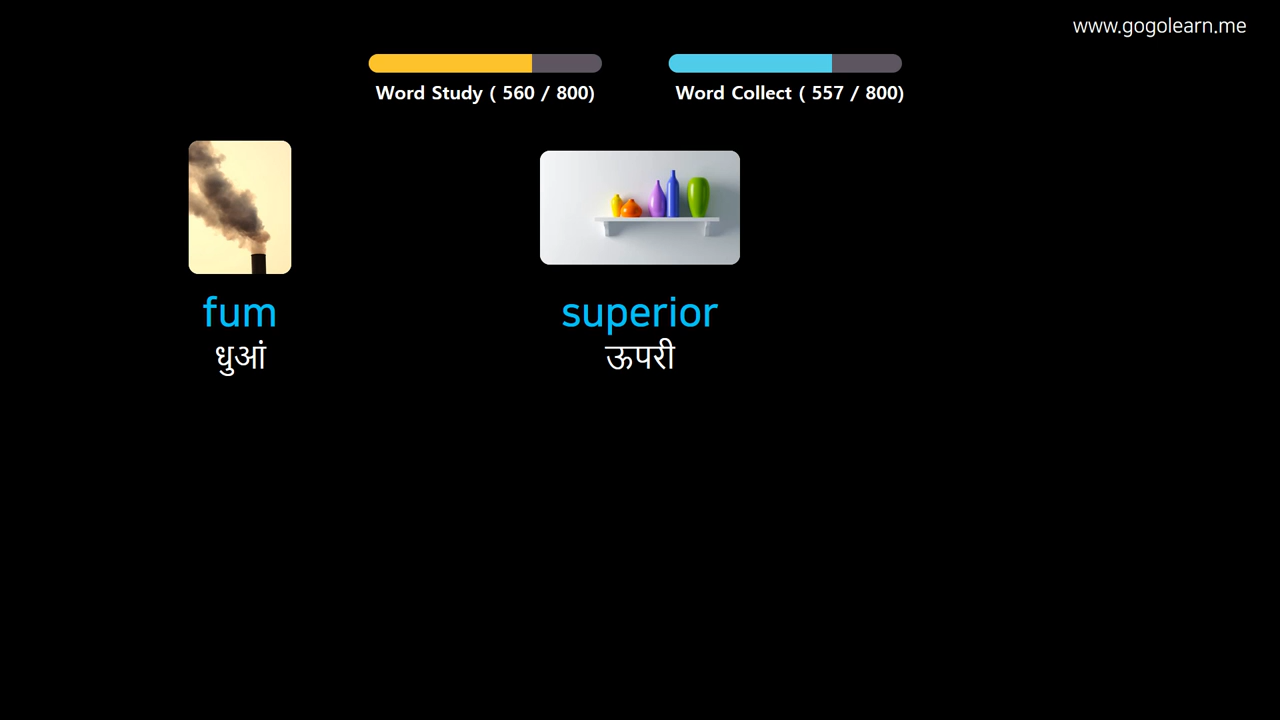 www.gogolearn.me
Word Study ( 560 / 800)
Word Collect ( 557 / 800)
fum
धुआं
superior
ऊपरी